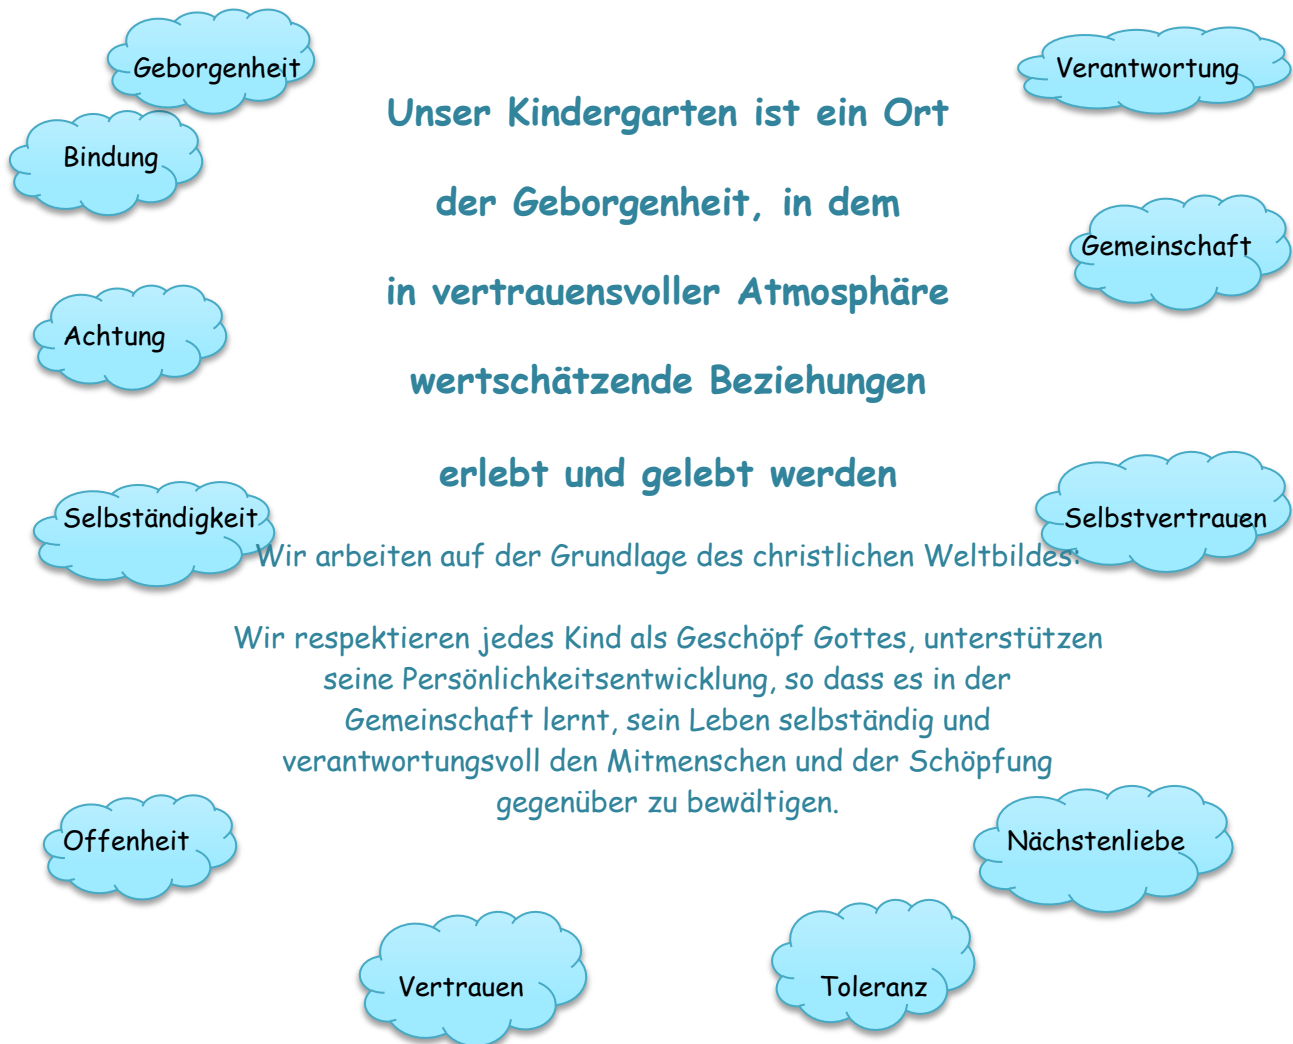 Geborgenheit
Verantwortung
Unser Kindergarten ist ein Ort
Bindung
der Geborgenheit, in dem
Gemeinschaft
in vertrauensvoller Atmosphäre
Achtung
wertschätzende Beziehungen
erlebt und gelebt werden
Selbständigkeit
Selbstvertrauen
Wir arbeiten auf der Grundlage des christlichen Weltbildes:
Wir respektieren jedes Kind als Geschöpf Gottes, unterstützen
seine Persönlichkeitsentwicklung, so dass es in der
Gemeinschaft lernt, sein Leben selbständig und
verantwortungsvoll den Mitmenschen und der Schöpfung
gegenüber zu bewältigen.
Offenheit
Nächstenliebe
Vertrauen
Toleranz